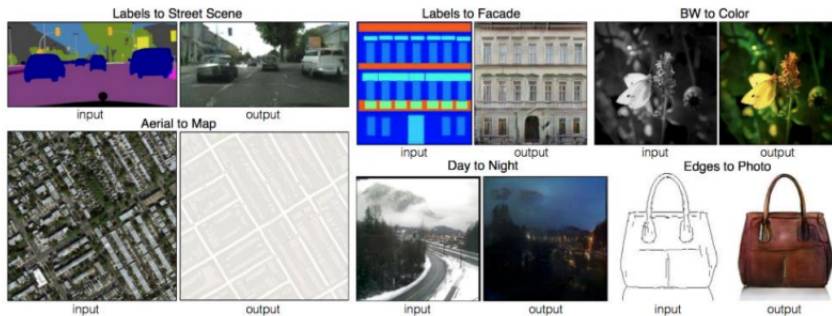 Labels to Street Scene
input
output
Aerial to Map
input
output
Labels to Facade
input
output
BW to Color
input
output
Day to Night
input
output
Edges to Photo
input
output